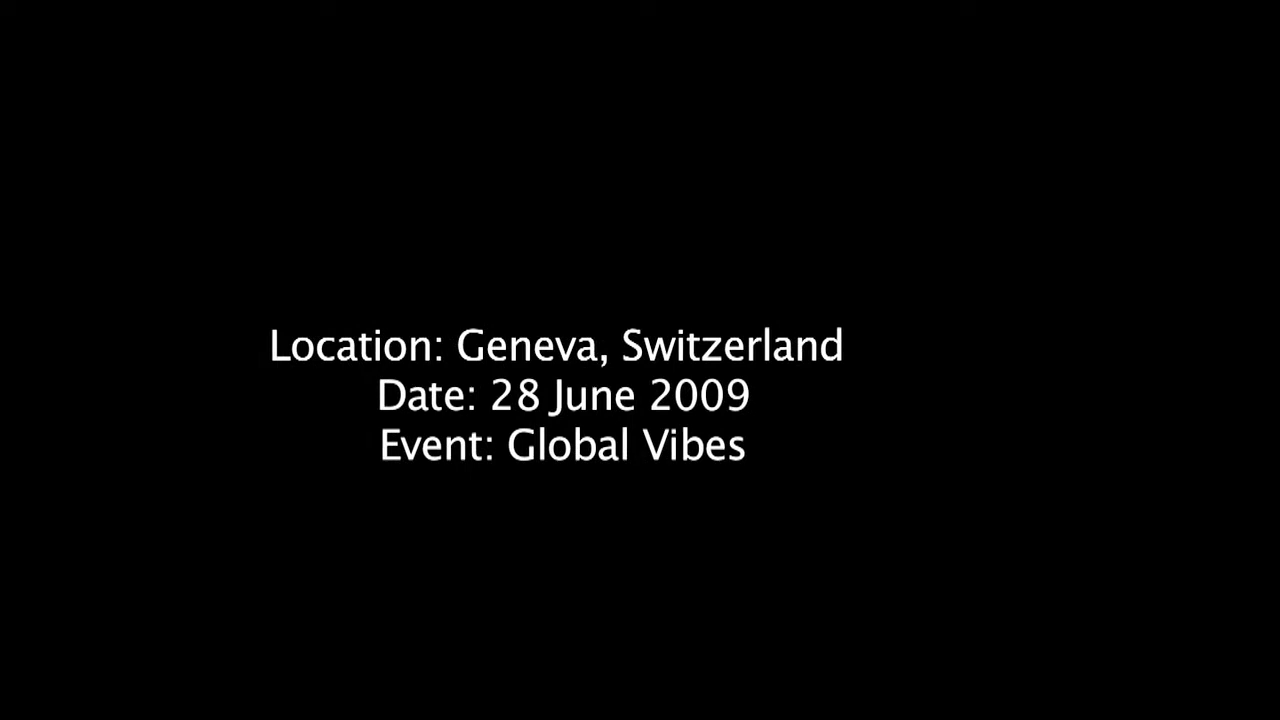 Location: Geneva, Switzerland
Date: 28 June 2009
Event: Global Vibes